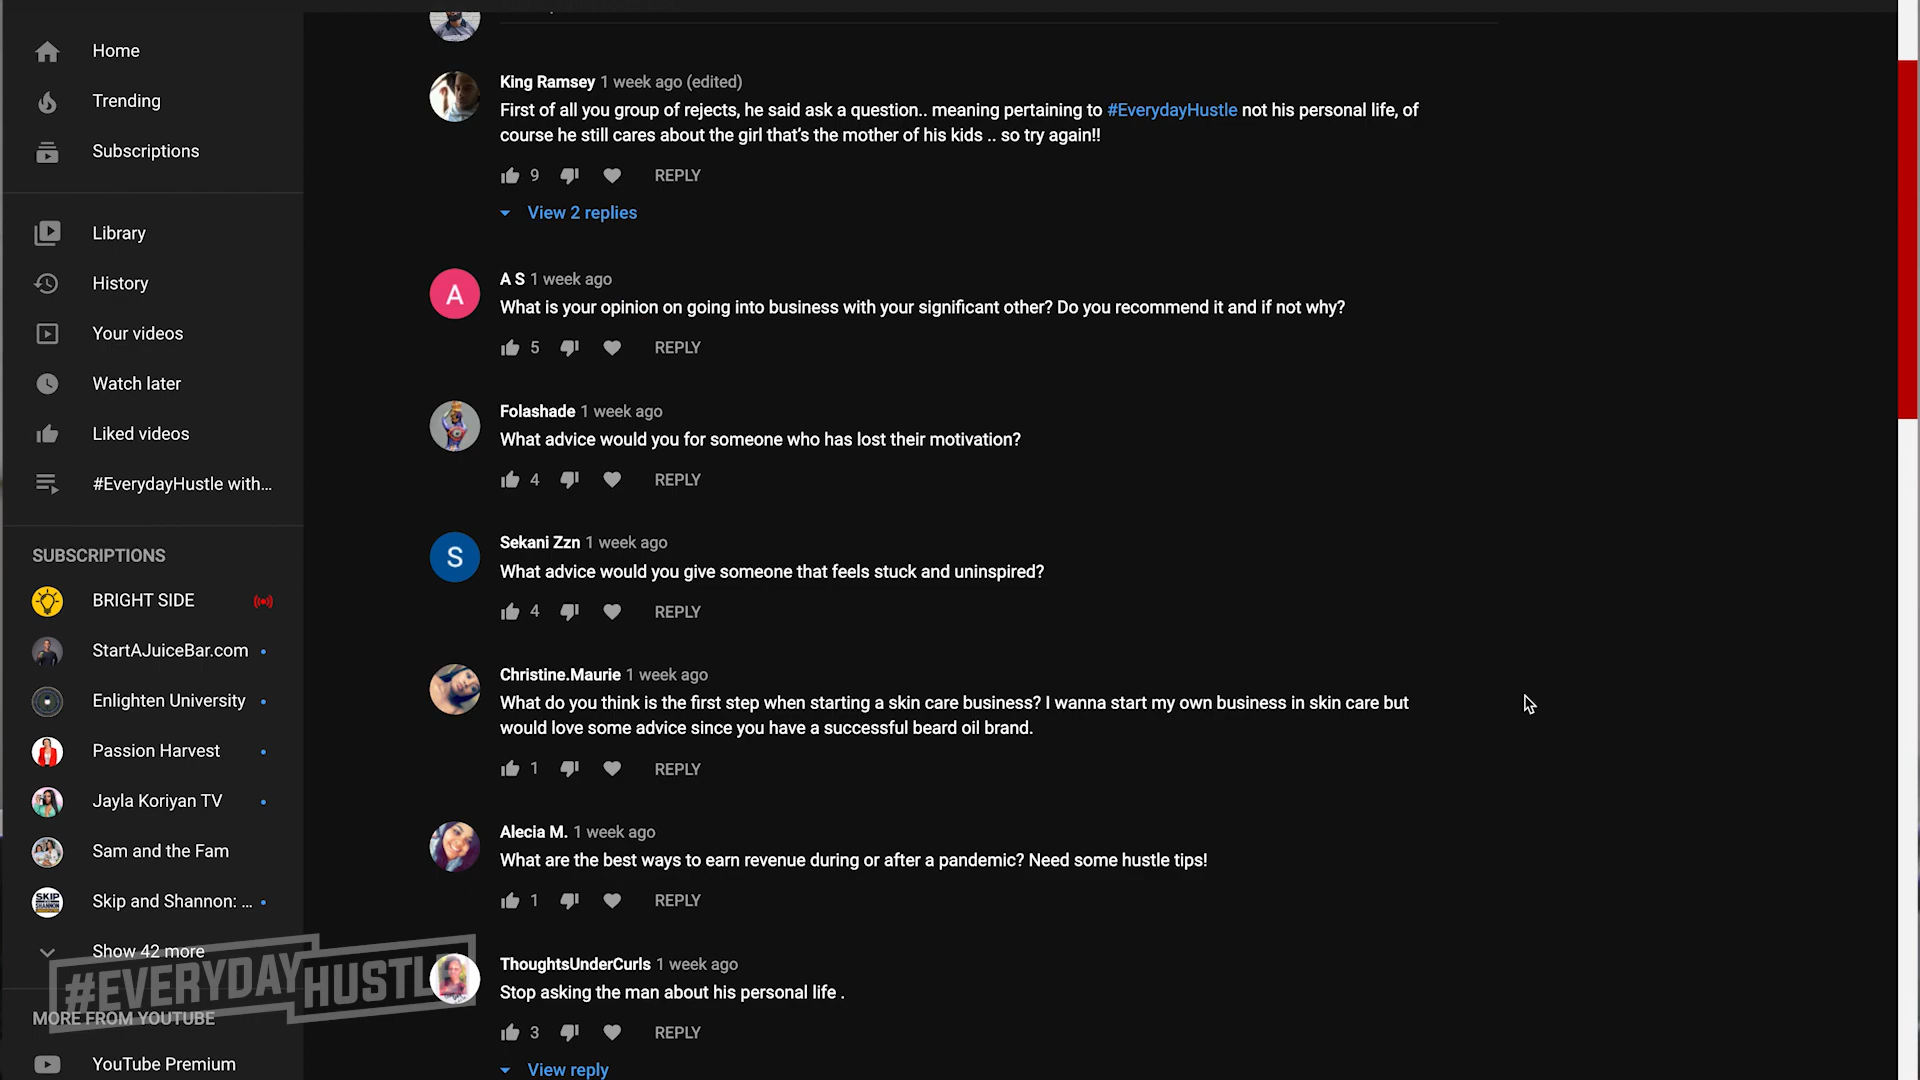 Home
Trending
Subscriptions
Library
History
Your videos
Watch later
Liked videos
#EverydayHustle with...
SUBSCRIPTIONS
BRIGHT SIDE
StartAJuiceBar.com
Enlighten University
Passion Harvest
Jayla Koriyan TV
Sam and the Fam
SKIP
SHANNON
Skip and Shannon: ...
Show 42 more
#EVERYDAYHUSTLE
MORE FROM YOUTUBE
YouTube Premium
King Ramsey 1 week ago (edited)
First of all you group of rejects, he said ask a question.. meaning pertaining to #EverydayHustle not his personal life, of
course he still cares about the girl that's the mother of his kids .. so try again!!
9 REPLY
View 2 replies
A
A S 1 week ago
What is your opinion on going into business with your significant other? Do you recommend it and if not why?
5 REPLY
Folashade 1 week ago
What advice would you for someone who has lost their motivation?
4 REPLY
S
Sekani Zzn 1 week ago
What advice would you give someone that feels stuck and uninspired?
4 REPLY
Christine.Maurie 1 week ago
What do you think is the first step when starting a skin care business? I wanna start my own business in skin care but
would love some advice since you have a successful beard oil brand.
1 REPLY
Alecia M. 1 week ago
What are the best ways to earn revenue during or after a pandemic? Need some hustle tips!
1 REPLY
ThoughtsUnderCurls 1 week ago
Stop asking the man about his personal life .
3 REPLY
View reply